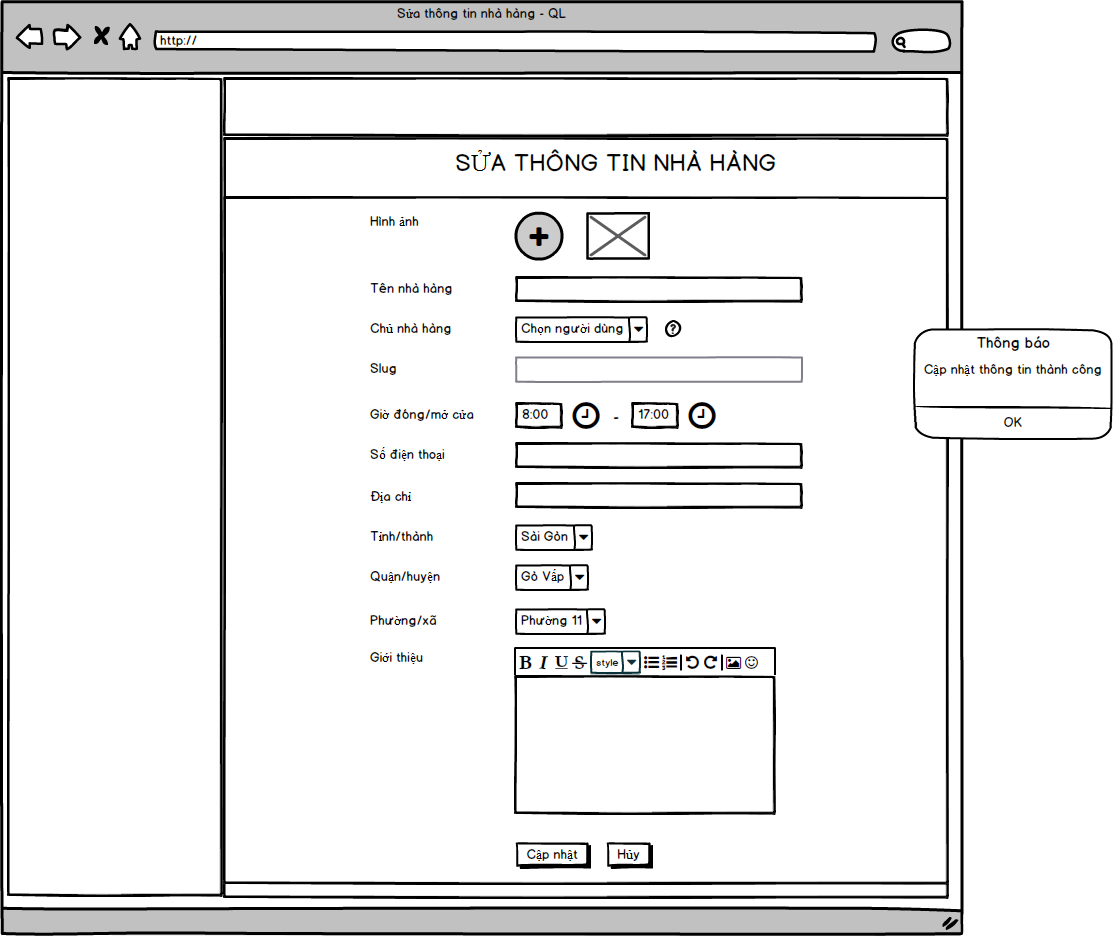 Sửa thông tin nhà hàng - QL
http://
SỬA THÔNG TIN NHÀ HÀNG
Hình ảnh
Tên nhà hàng
Chủ nhà hàng
Chọn người dùng
?
Slug
Giờ đông/mở cửa
8:00
-
17:00
Số điện thoại
Địa chỉ
Tỉnh/thành
Sài Gòn
Quận/huyện
Gò Vấp
Phường/xã
Phường 11
Giới thiệu
B I U S style
Cập nhật
Hủy
Thông báo
Cập nhật thông tin thành công
OK